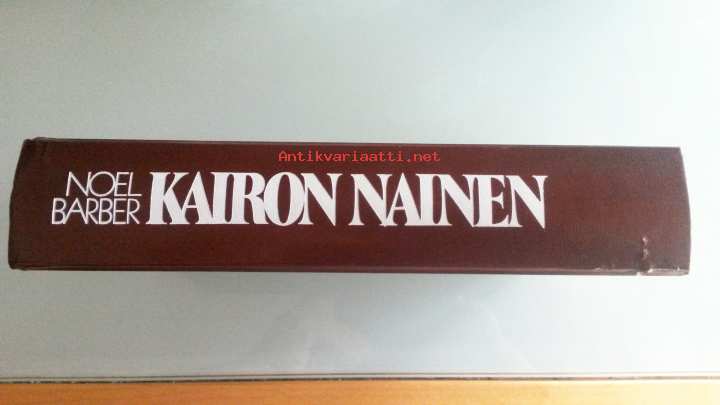 Antikvariaatti.net
NOEL
BARBER
KAIRON NAINEN